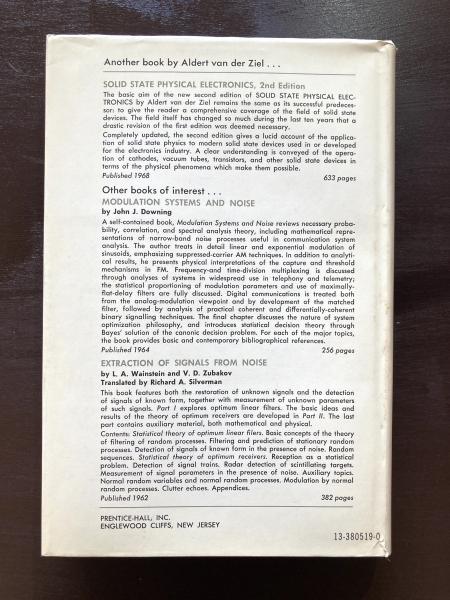 Another book by Aldert van der Ziel . . .
SOLID STATE PHYSICAL ELECTRONICS, 2nd Edition
The basic aim of the new second edition of SOLID STATE PHYSICAL ELEC-
TRONICS by Aldert van der Ziel remains the same as its successful predeces-
sor: to give the reader a comprehensive coverage of the field of solid state
devices. The field itself has changed so much during the last ten years that a
drastic revision of the first edition was deemed necessary.
Completely updated, the second edition gives a lucid account of the applica-
tion of solid state physics to modern solid state devices used in or developed
for the electronics industry. A clear understanding is conveyed of the opera-
tion of cathodes, vacuum tubes, transistors, and other solid state devices in
terms of the physical phenomena which make them possible.
Published 1968 633 pages
Other books of interest . . .
MODULATION SYSTEMS AND NOISE
by John J. Downing
A self-contained book, Modulation Systems and Noise reviews necessary proba-
bility, correlation, and spectral analysis theory, including mathematical repre-
sentations of narrow-band noise processes useful in communication system
analysis. The author treats in detail linear and exponential modulation of
sinusoids, emphasizing suppressed-carrier AM techniques. In addition to analyti-
cal results, he presents physical interpretations of the capture and threshold
mechanisms in FM. Frequency-and time-division multiplexing is discussed
through analyses of systems in widespread use in telephony and telemetry;
the statistical proportioning of modulation parameters and use of maximally-
flat-delay filters are fully discussed. Digital communications is treated both
from the analog-modulation viewpoint and by development of the matched
filter, followed by analysis of practical coherent and differentially-coherent
binary signalling techniques. The final chapter discusses the nature of system
optimization philosophy, and introduces statistical decision theory through
Bayes' solution of the canonic decision problem. For each of the major topics,
the book provides basic and contemporary bibliographical references.
Published 1964 256 pages
EXTRACTION OF SIGNALS FROM NOISE
by L. A. Wainstein and V. D. Zubakov
Translated by Richard A. Silverman
This book features both the restoration of unknown signals and the detection
of signals of known form, together with measurement of unknown parameters
of such signals. Part I explores optimum linear filters. The basic ideas and
results of the theory of optimum receivers are developed in Part II. The last
part contains auxiliary material, both mathematical and physical.
Contents: Statistical theory of optimum linear filers. Basic concepts of the theory
of filtering of random processes. Filtering and prediction of stationary random
processes. Detection of signals of known form in the presence of noise. Random
sequences. Statistical theory of optimum receivers. Reception as a statistical
problem. Detection of signal trains. Radar detection of scintillating targets.
Measurement of signal parameters in the presence of noise. Auxiliary topics.
Normal random variables and normal random processes. Modulation by normal
random processes. Clutter echoes. Appendices.
Published 1962 382 pages
PRENTICE-HALL, INC.
ENGLEWOOD CLIFFS, NEW JERSEY
13-380519-0